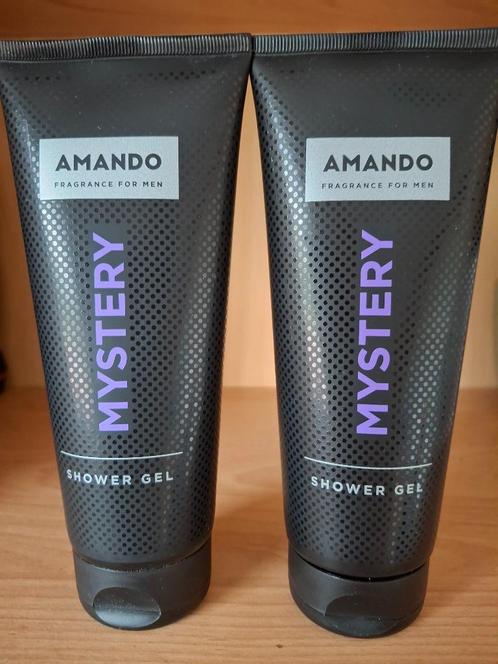 AMANDO
FRAGRANCE FOR MEN
MYSTERY
SHOWER GEL
AMANDO
FRAGRANCE FOR MEN
MYSTERY
SHOWER GEL